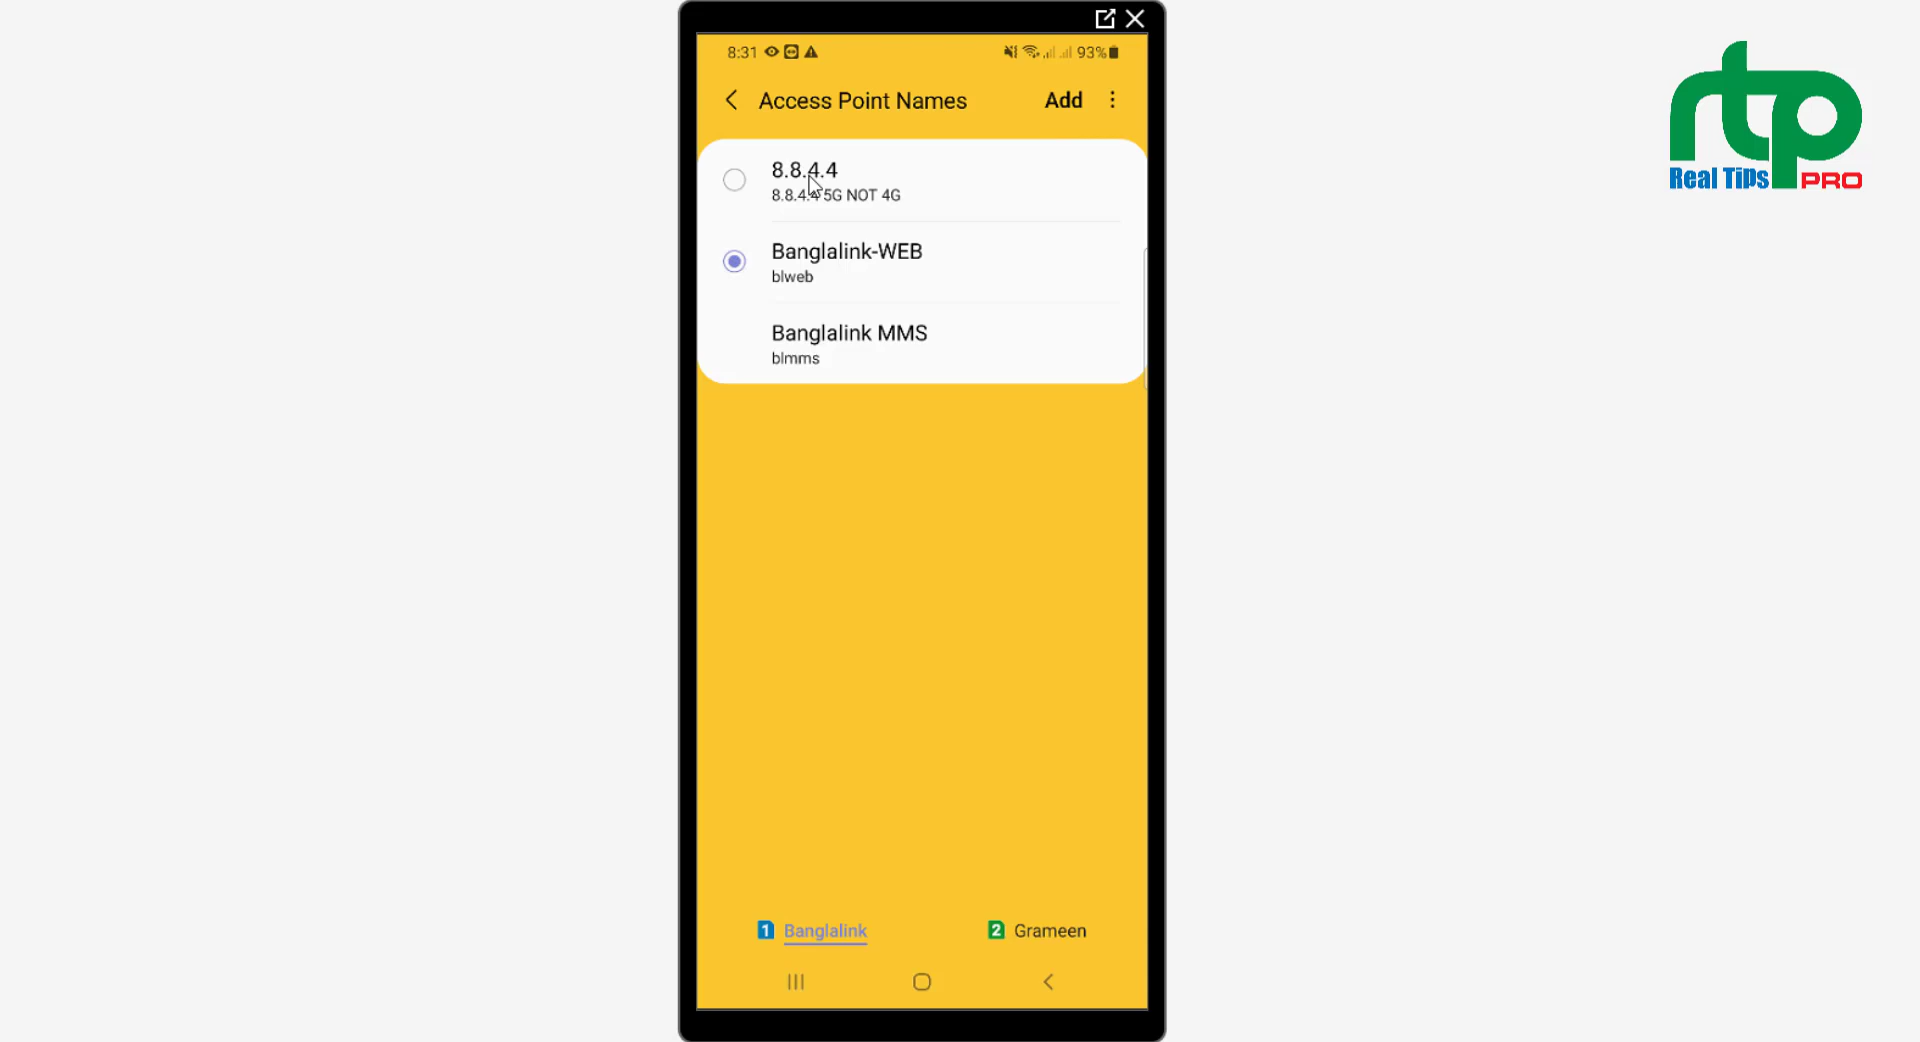 8:31 93%
Access Point Names Add
8.8.4.4
8.8.4.4 5G NOT 4G
Banglalink-WEB
blweb
Banglalink MMS
blmms
1 Banglalink 2 Grameen
rtp
Real Tips PRO